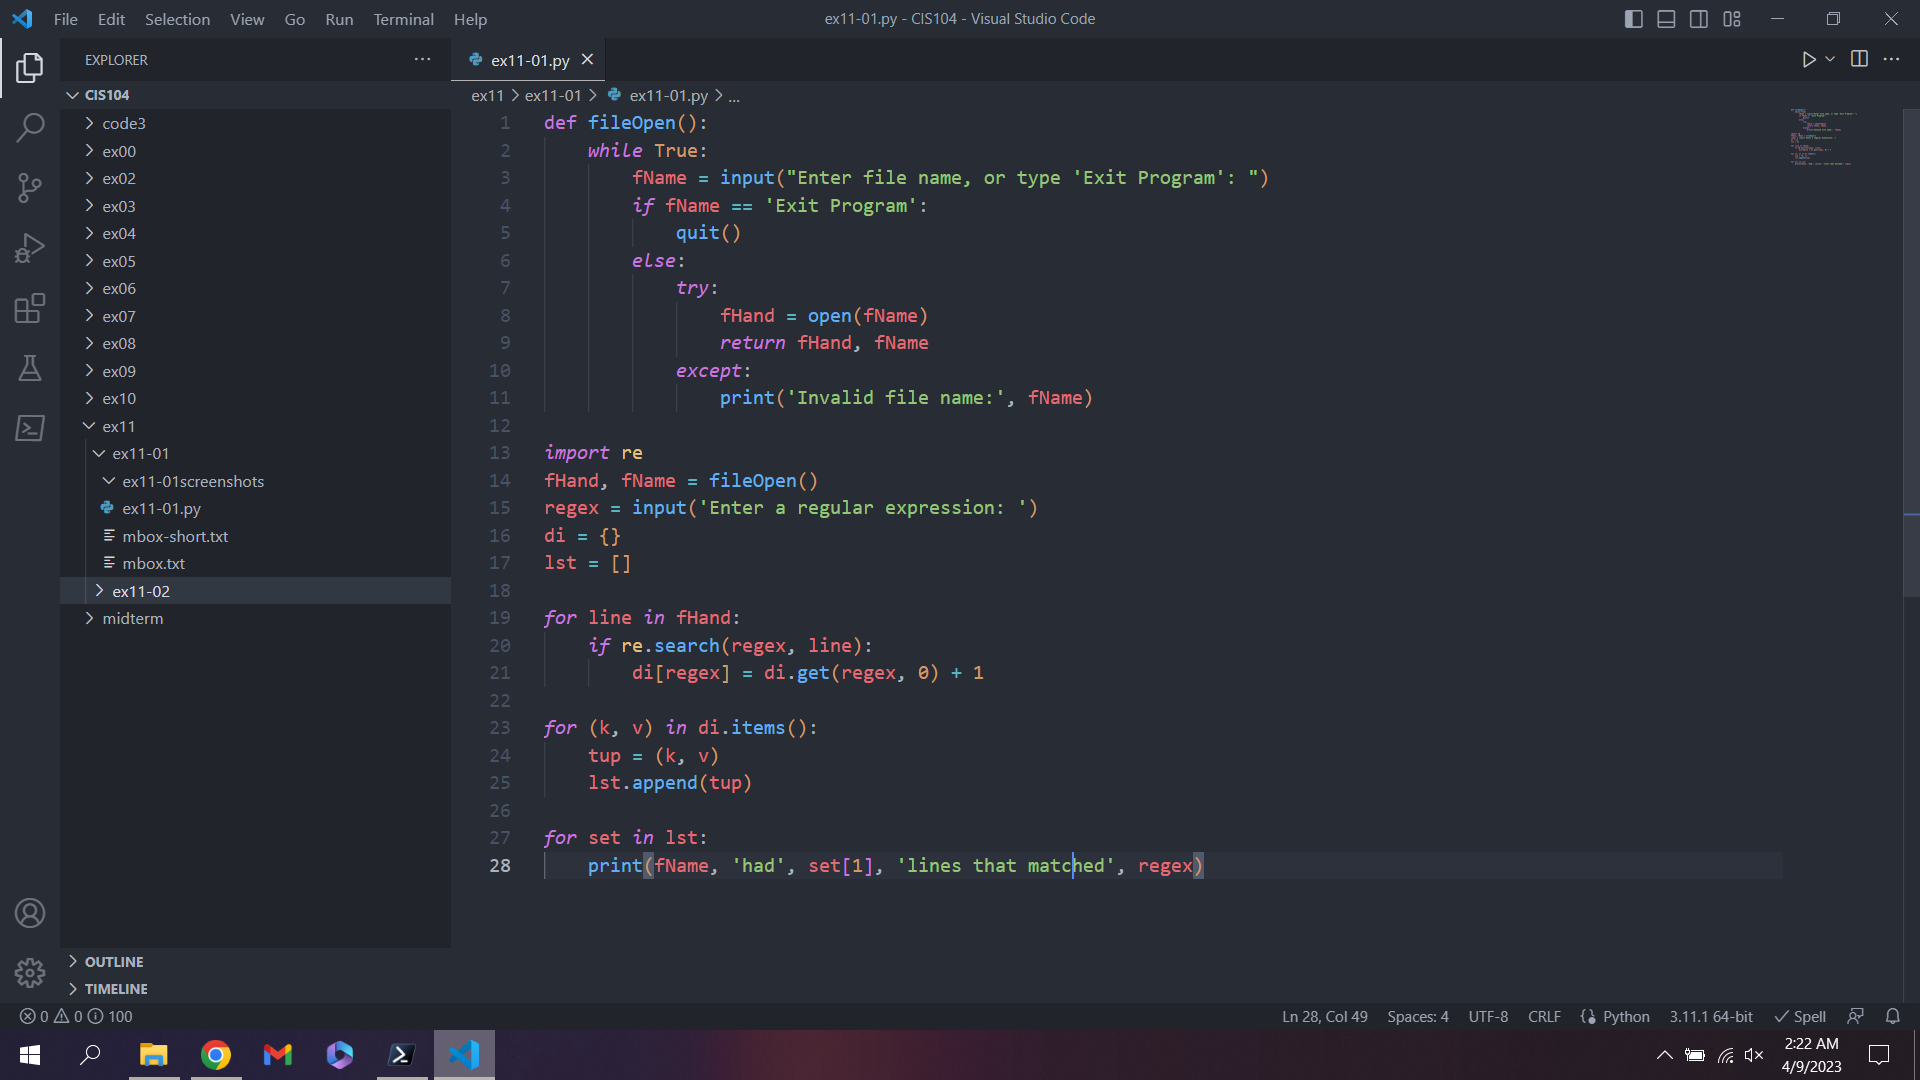 File Edit Selection View Go Run Terminal Help
ex11-01.py - CIS104 - Visual Studio Code
EXPLORER
ex11-01.py
CIS104
code3
ex00
ex02
ex03
ex04
ex05
ex06
ex07
ex08
ex09
ex10
ex11
ex11-01
ex11-01screenshots
ex11-01.py
mbox-short.txt
mbox.txt
ex11-02
midterm
OUTLINE
TIMELINE
ex11 > ex11-01 > ex11-01.py > ...
1 def fileOpen():
2     while True:
3         fName = input("Enter file name, or type 'Exit Program': ")
4         if fName == 'Exit Program':
5             quit()
6         else:
7             try:
8                 fHand = open(fName)
9                 return fHand, fName
10             except:
11                 print('Invalid file name:', fName)
12
13 import re
14 fHand, fName = fileOpen()
15 regex = input('Enter a regular expression: ')
16 di = {}
17 lst = []
18
19 for line in fHand:
20     if re.search(regex, line):
21         di[regex] = di.get(regex, 0) + 1
22
23 for (k, v) in di.items():
24     tup = (k, v)
25     lst.append(tup)
26
27 for set in lst:
28     print(fName, 'had', set[1], 'lines that matched', regex)
0 0 100
Ln 28, Col 49 Spaces: 4 UTF-8 CRLF Python 3.11.1 64-bit Spell
2:22 AM
4/9/2023